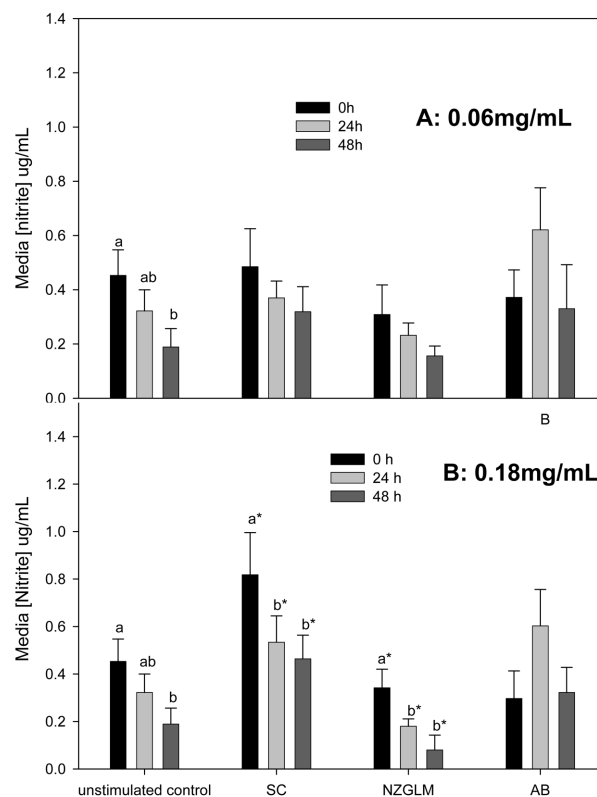 1.4
1.2
1.0
0.8
0.6
0.4
0.2
0.0
Media [nitrite] ug/mL
0h
24h
48h
A: 0.06mg/mL
a
ab
b
B
1.4
1.2
1.0
0.8
0.6
0.4
0.2
0.0
Media [Nitrite] ug/mL
0 h
24 h
48 h
B: 0.18mg/mL
a
ab
b
a*
b*
b*
a*
b*
b*
unstimulated control
SC
NZGLM
AB